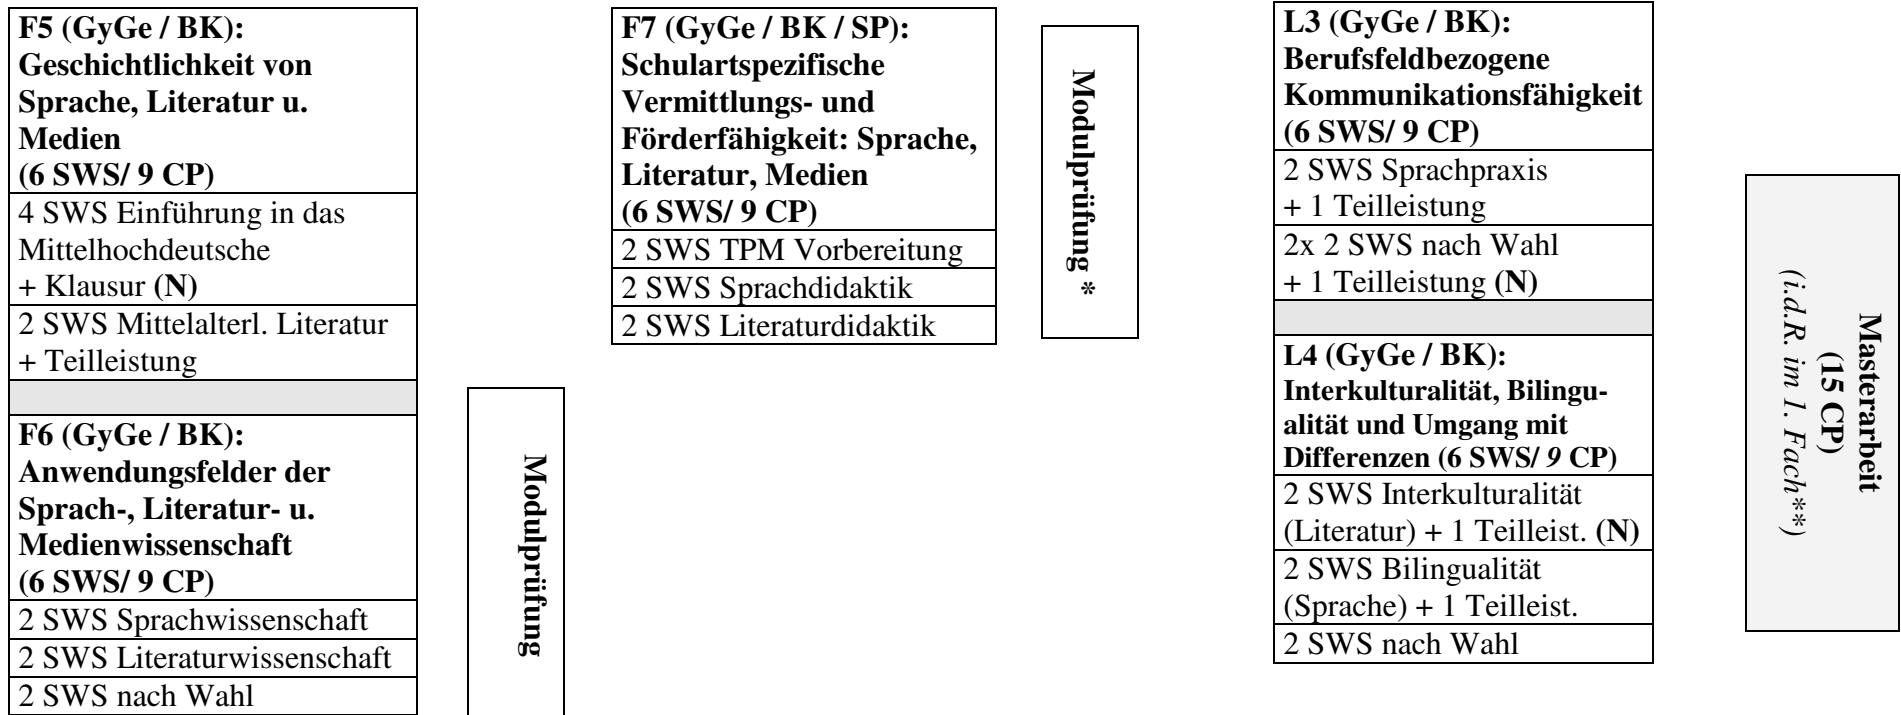 F5 (GyGe / BK):
Geschichtlichkeit von
Sprache, Literatur u.
Medien
(6 SWS/ 9 CP)
4 SWS Einführung in das
Mittelhochdeutsche
+ Klausur (N)
2 SWS Mittelalterl. Literatur
+ Teilleistung
F6 (GyGe / BK):
Anwendungsfelder der
Sprach-, Literatur- u.
Medienwissenschaft
(6 SWS/ 9 CP)
2 SWS Sprachwissenschaft
2 SWS Literaturwissenschaft
2 SWS nach Wahl
Modulprüfung
F7 (GyGe / BK / SP):
Schulartspezifische
Vermittlungs- und
Förderfähigkeit: Sprache,
Literatur, Medien
(6 SWS/ 9 CP)
2 SWS TPM Vorbereitung
2 SWS Sprachdidaktik
2 SWS Literaturdidaktik
Modulprüfung *
L3 (GyGe / BK):
Berufsfeldbezogene
Kommunikationsfähigkeit
(6 SWS/ 9 CP)
2 SWS Sprachpraxis
+ 1 Teilleistung
2x 2 SWS nach Wahl
+ 1 Teilleistung (N)
L4 (GyGe / BK):
Interkulturalität, Bilingu-
alität und Umgang mit
Differenzen (6 SWS/ 9 CP)
2 SWS Interkulturalität
(Literatur) + 1 Teilleist. (N)
2 SWS Bilingualität
(Sprache) + 1 Teilleist.
2 SWS nach Wahl
Masterarbeit
(15 CP)
(i.d.R. im 1. Fach**)